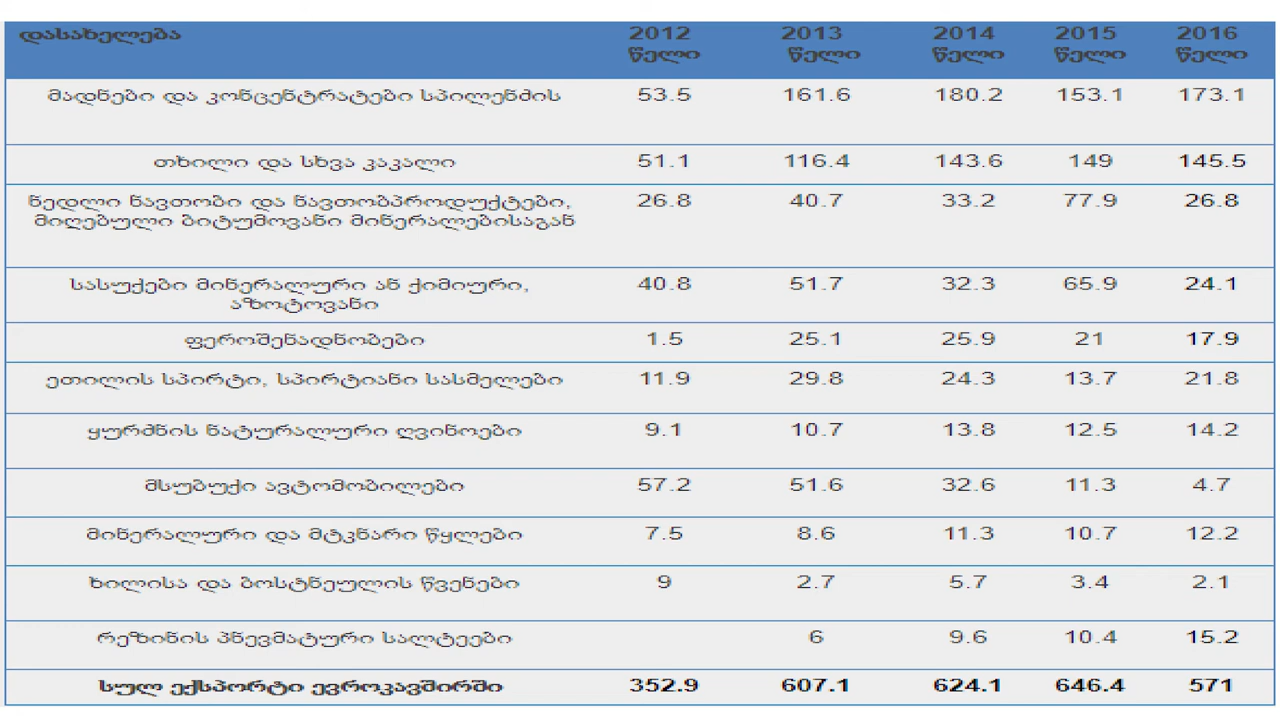 დასახელება 2012 წელი 2013 წელი 2014 წელი 2015 წელი 2016 წელი
მადნები და კონცენტრატები სპილენძის 53.5 161.6 180.2 153.1 173.1
თხილი და სხვა კაკალი 51.1 116.4 143.6 149 145.5
ნედლი ნავთობი და ნავთობპროდუქტები, 26.8 40.7 33.2 77.9 26.8
მიღებული ბიტუმოვანი მინერალებისაგან
სასუქები მინერალური ან ქიმიური, 40.8 51.7 32.3 65.9 24.1
აზოტოვანი
ფეროშენადნობები 1.5 25.1 25.9 21 17.9
ეთილის სპირტი, სპირტიანი სასმელები 11.9 29.8 24.3 13.7 21.8
ყურძნის ნატურალური ღვინოები 9.1 10.7 13.8 12.5 14.2
მსუბუქი ავტომობილები 57.2 51.6 32.6 11.3 4.7
მინერალური და მტკნარი წყლები 7.5 8.6 11.3 10.7 12.2
ხილისა და ბოსტნეულის წვენები 9 2.7 5.7 3.4 2.1
რეზინის პნევმატური სალტეები 6 9.6 10.4 15.2
სულ ექსპორტი ევროკავშირში 352.9 607.1 624.1 646.4 571